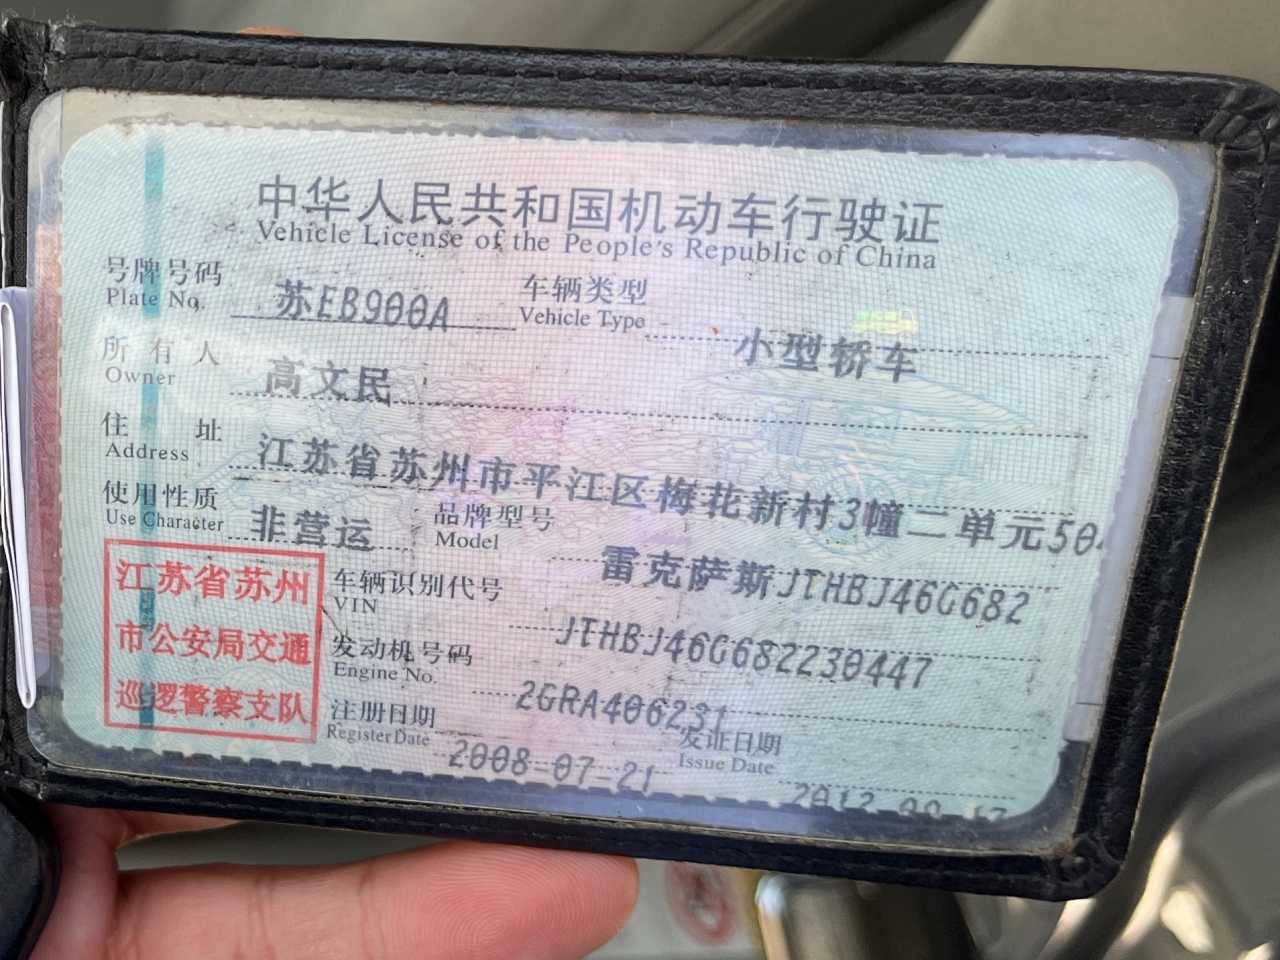 中华人民共和国机动车行驶证
Vehicle License of the People's Republic of China
号牌号码 苏EB900A 车辆类型 小型轿车
Plate No. Vehicle Type
所有人 高文民
Owner
住址 江苏省苏州市平江区梅花新村3幢二单元50
Address
使用性质 非营运 品牌型号 雷克萨斯JTHBJ46G682
Use Character Model
江苏省苏州
市公安局交通
巡逻警察支队
车辆识别代号 JTHBJ46G682230447
VIN
发动机号码 2GRA406231
Engine No.
注册日期 2008-07-21 发证日期
Register Date Issue Date